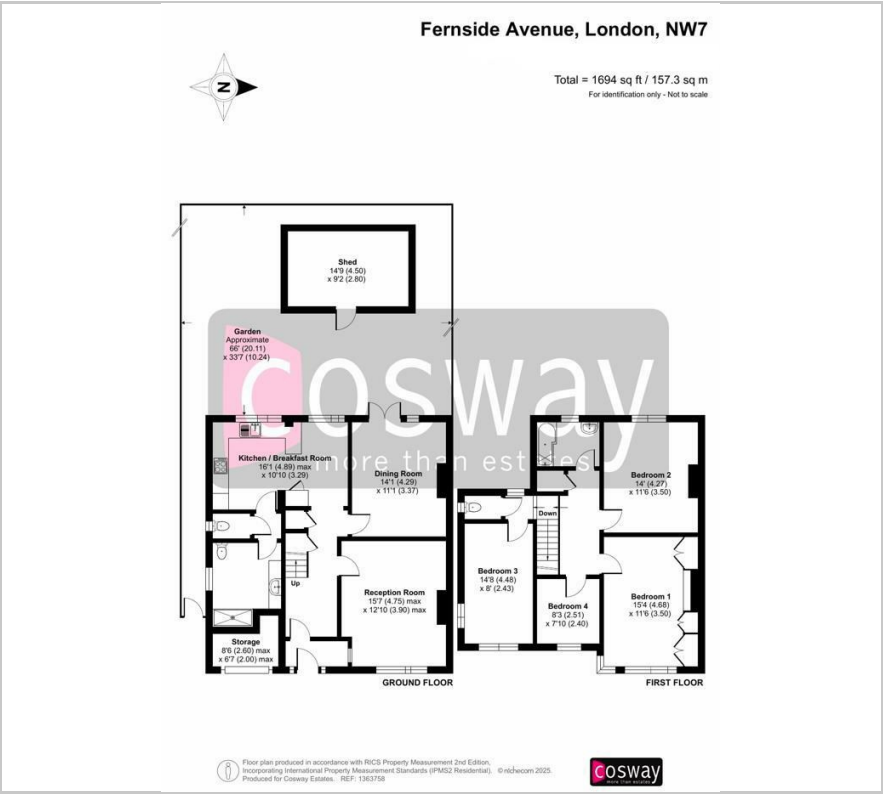 Fernside Avenue, London, NW7
Total = 1694 sq ft / 157.3 sq m
For identification only - Not to scale
N
Shed
14'9 (4.50)
x 9'2 (2.80)
Garden
Approximate
66' (20.11)
x 33'7 (10.24)
cosway
more than estates
Kitchen / Breakfast Room
16'1 (4.89) max
x 10'10 (3.29)
Dining Room
14'1 (4.29)
x 11'1 (3.37)
Up
Reception Room
15'7 (4.75) max
x 12'10 (3.90) max
Storage
8'6 (2.60) max
x 6'7 (2.00) max
GROUND FLOOR
Bedroom 2
14' (4.27)
x 11'6 (3.50)
Down
Bedroom 3
14'8 (4.48)
x 8' (2.43)
Bedroom 4
8'3 (2.51)
x 7'10 (2.40)
Bedroom 1
15'4 (4.68)
x 11'6 (3.50)
FIRST FLOOR
Floor plan produced in accordance with RICS Property Measurement 2nd Edition,
Incorporating International Property Measurement Standards (IPMS2 Residential). © nichecom 2025.
Produced for Cosway Estates. REF: 1363758
cosway
more than estates